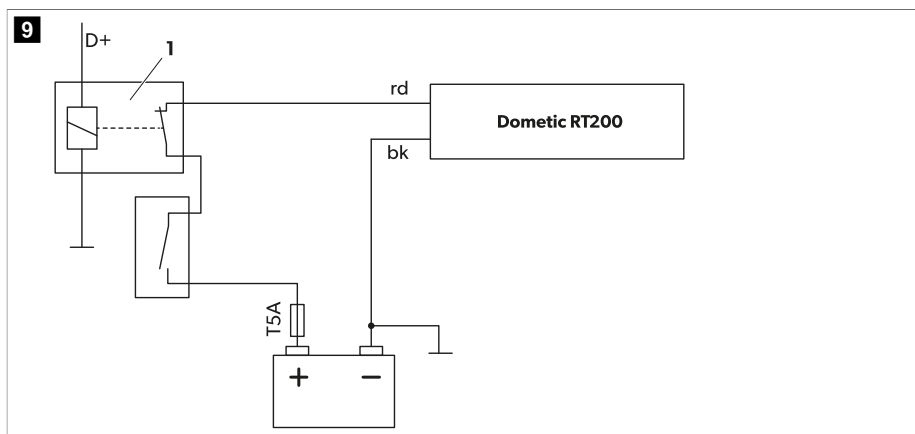 9
D+
1
rd
Dometic RT200
bk
T5A
+
−